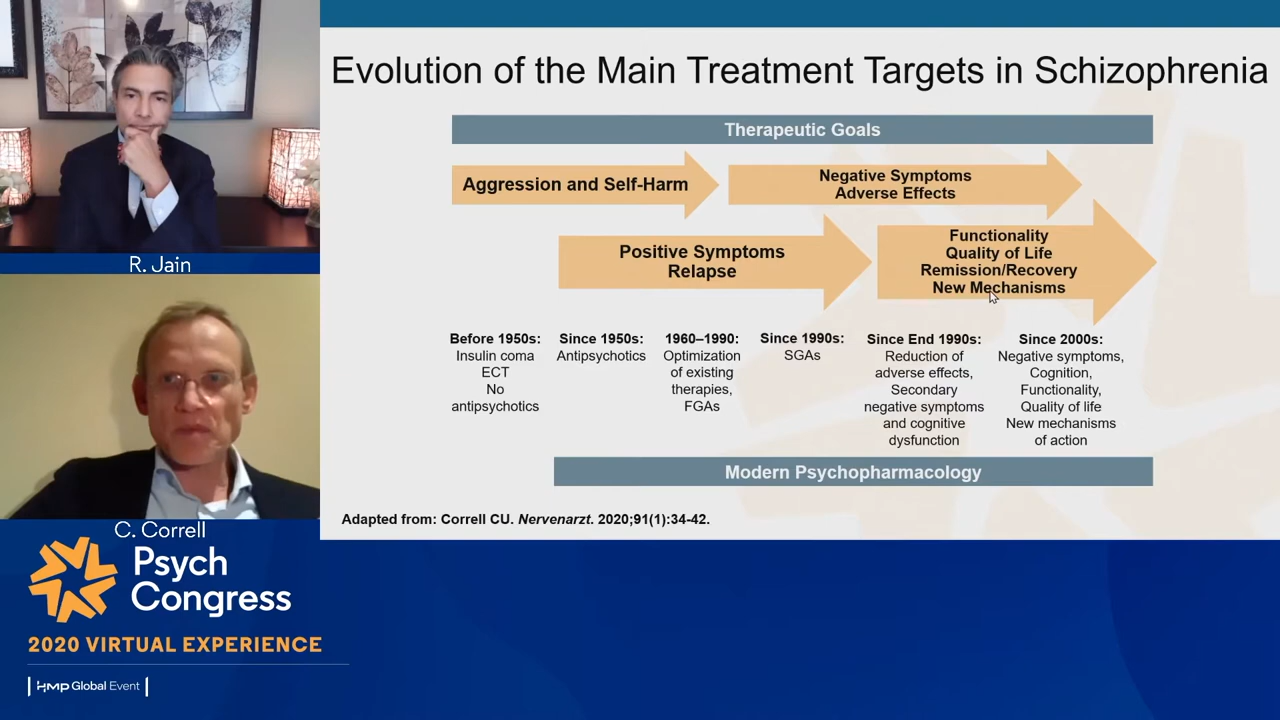 R. Jain
C. Correll
Psych
Congress
2020 VIRTUAL EXPERIENCE
HMP Global Event
Evolution of the Main Treatment Targets in Schizophrenia
Therapeutic Goals
Aggression and Self-Harm
Negative Symptoms
Adverse Effects
Positive Symptoms
Relapse
Functionality
Quality of Life
Remission/Recovery
New Mechanisms
Before 1950s:
Insulin coma
ECT
No
antipsychotics
Since 1950s:
Antipsychotics
1960–1990:
Optimization
of existing
therapies,
FGAs
Since 1990s:
SGAs
Since End 1990s:
Reduction of
adverse effects,
Secondary
negative symptoms
and cognitive
dysfunction
Since 2000s:
Negative symptoms,
Cognition,
Functionality,
Quality of life
New mechanisms
of action
Modern Psychopharmacology
Adapted from: Correll CU. Nervenarzt. 2020;91(1):34-42.